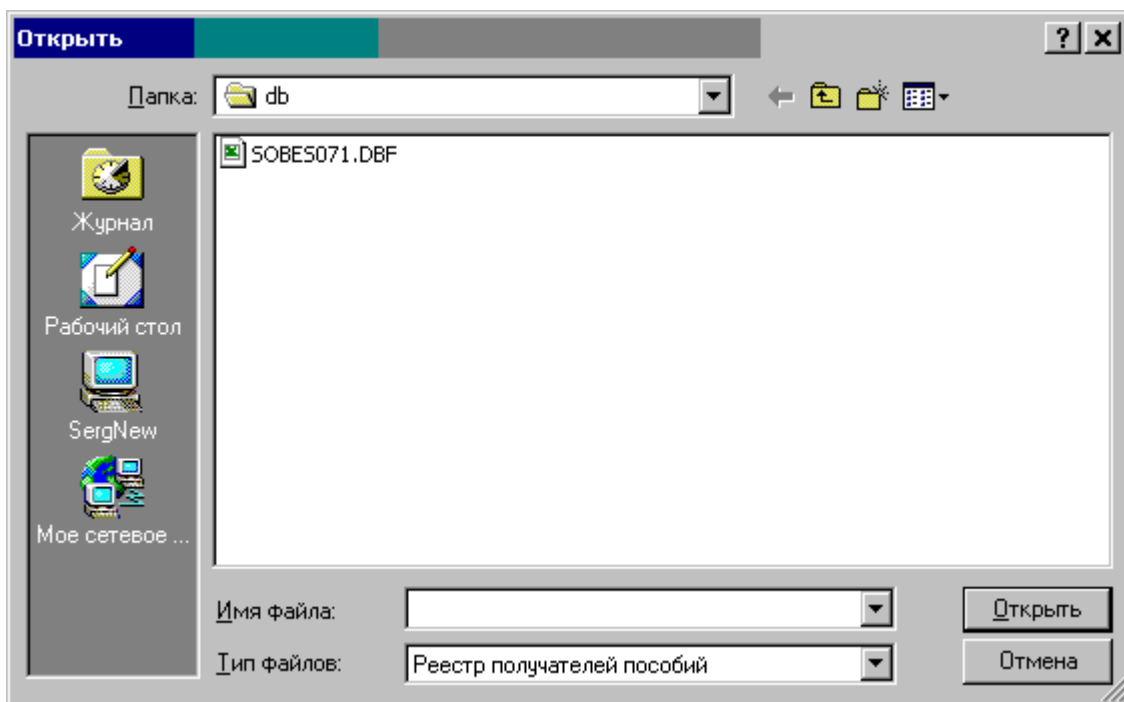 Открыть
Папка: db
SOBES071.DBF
Журнал
Рабочий стол
SergNew
Мое сетевое ...
Имя файла:
Открыть
Тип файлов: Реестр получателей пособий
Отмена